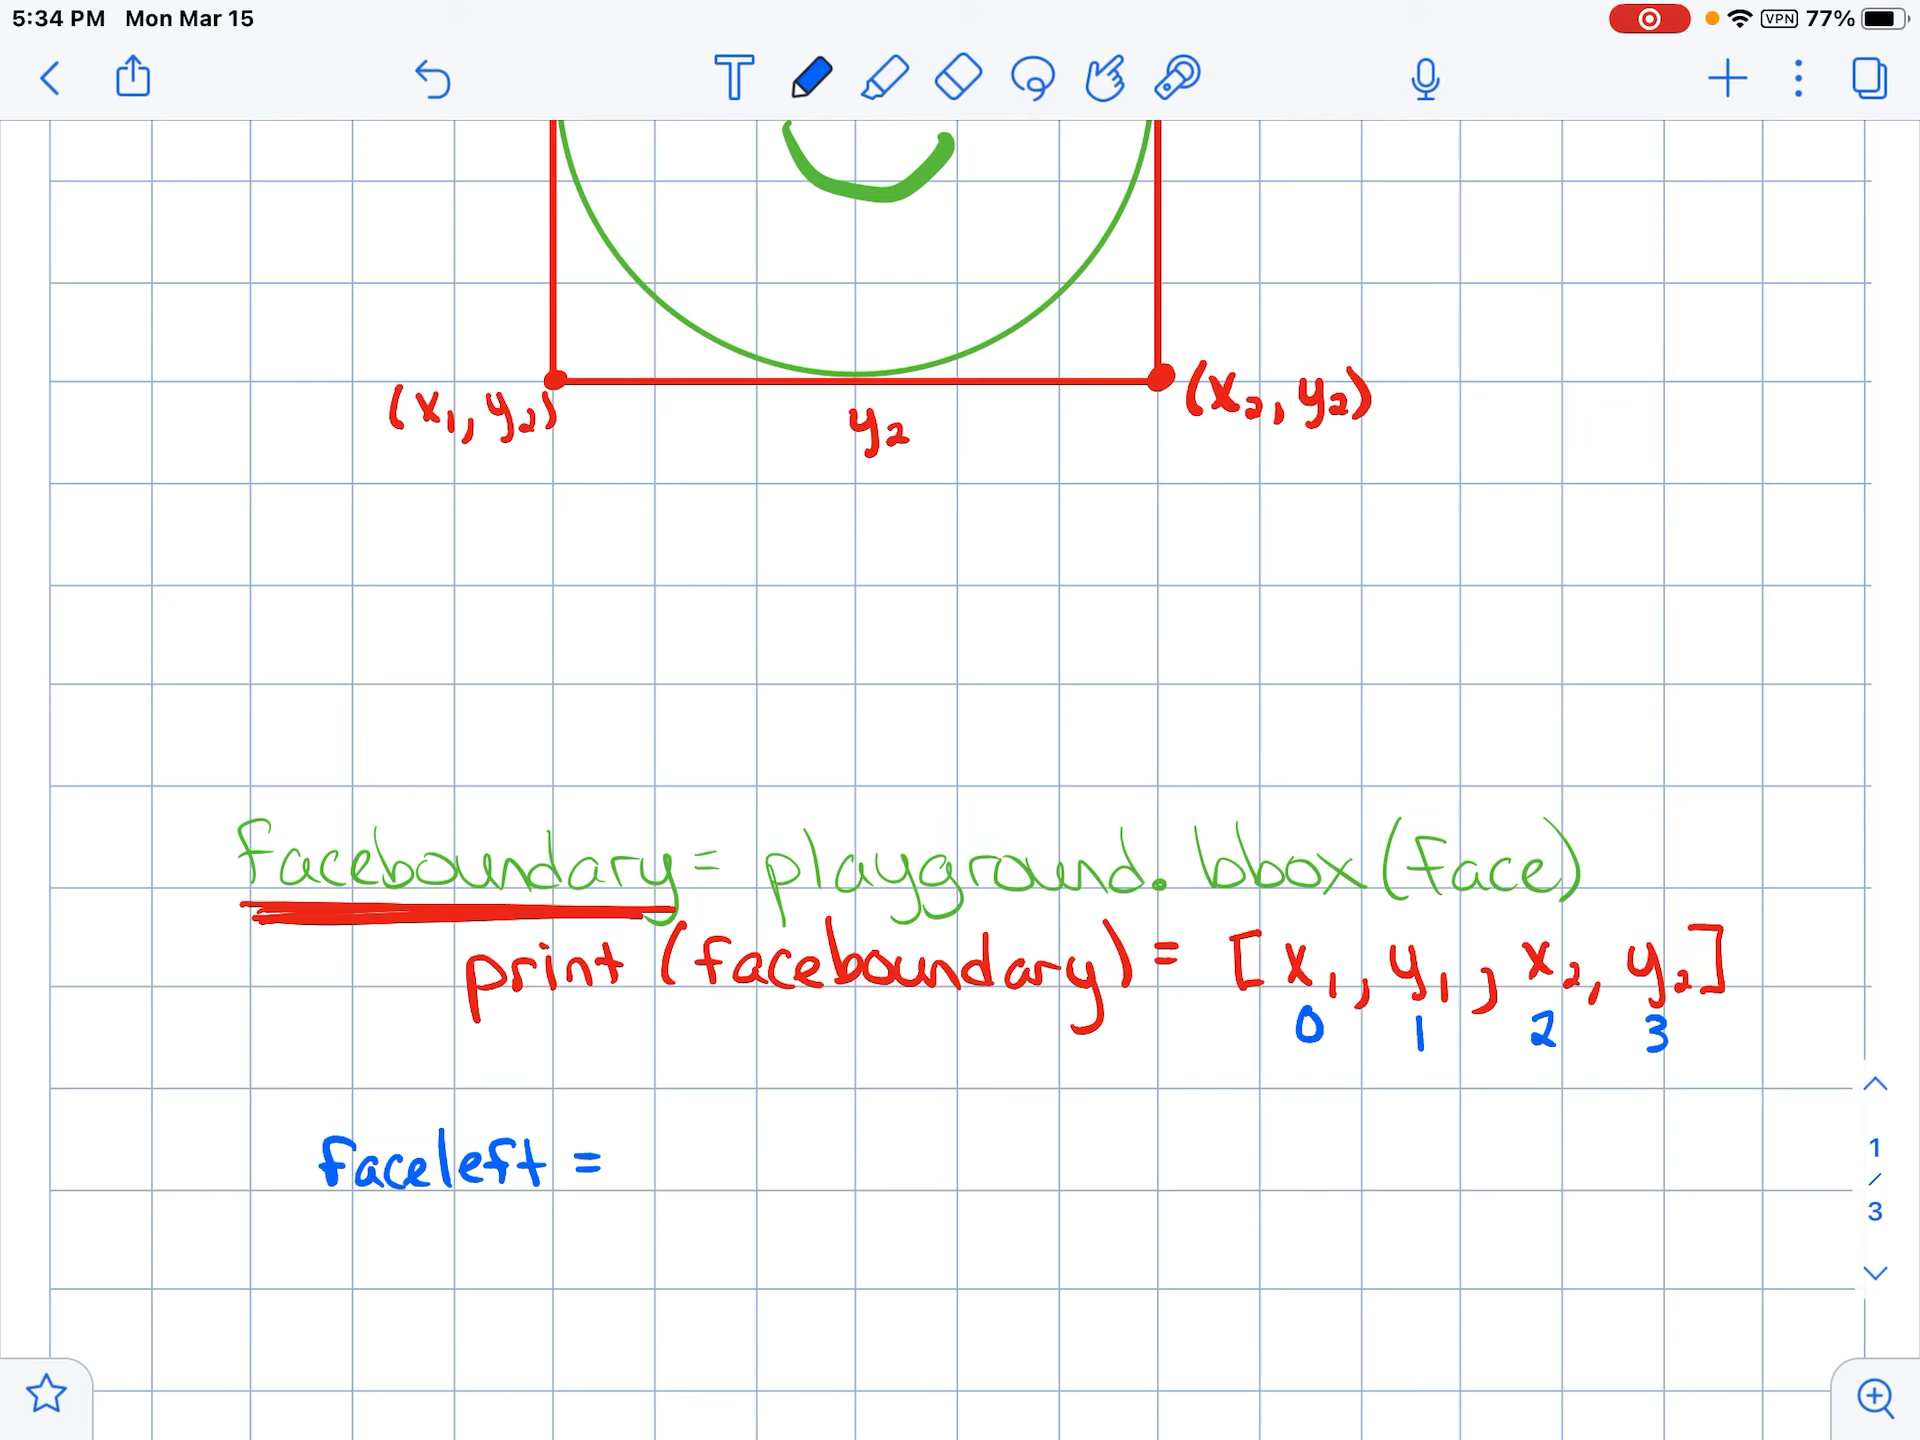 5:34 PM Mon Mar 15 VPN 77%
T
(x₁, y₂) y₂ (x₂, y₂)
faceboundary = playground.bbox(face)
print (faceboundary) = [x₁, y₁, x₂, y₂]
0 1 2 3
faceleft =
1
/
3